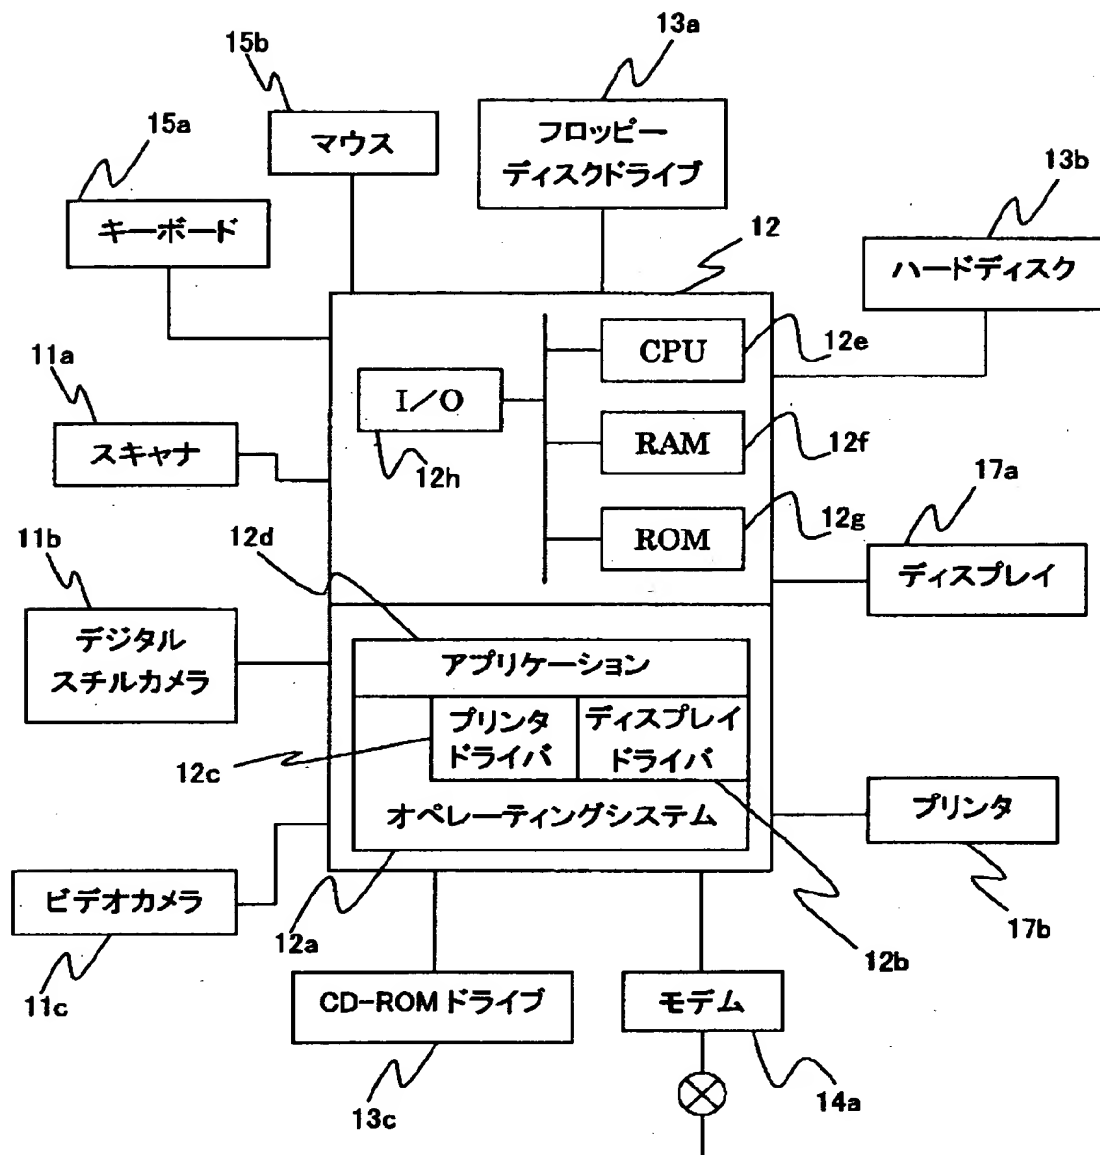 13a
15b
15a
マウス
フロッピー
ディスクドライブ
13b
キーボード
12
ハードディスク
11a
I／O
CPU
12e
スキャナ
12h
RAM
12f
17a
11b
12d
ROM
12g
ディスプレイ
デジタル
スチルカメラ
アプリケーション
プリンタ
ドライバ
ディスプレイ
ドライバ
12c
オペレーティングシステム
プリンタ
ビデオカメラ
12a
12b
17b
11c
CD-ROM ドライブ
モデム
13c
14a